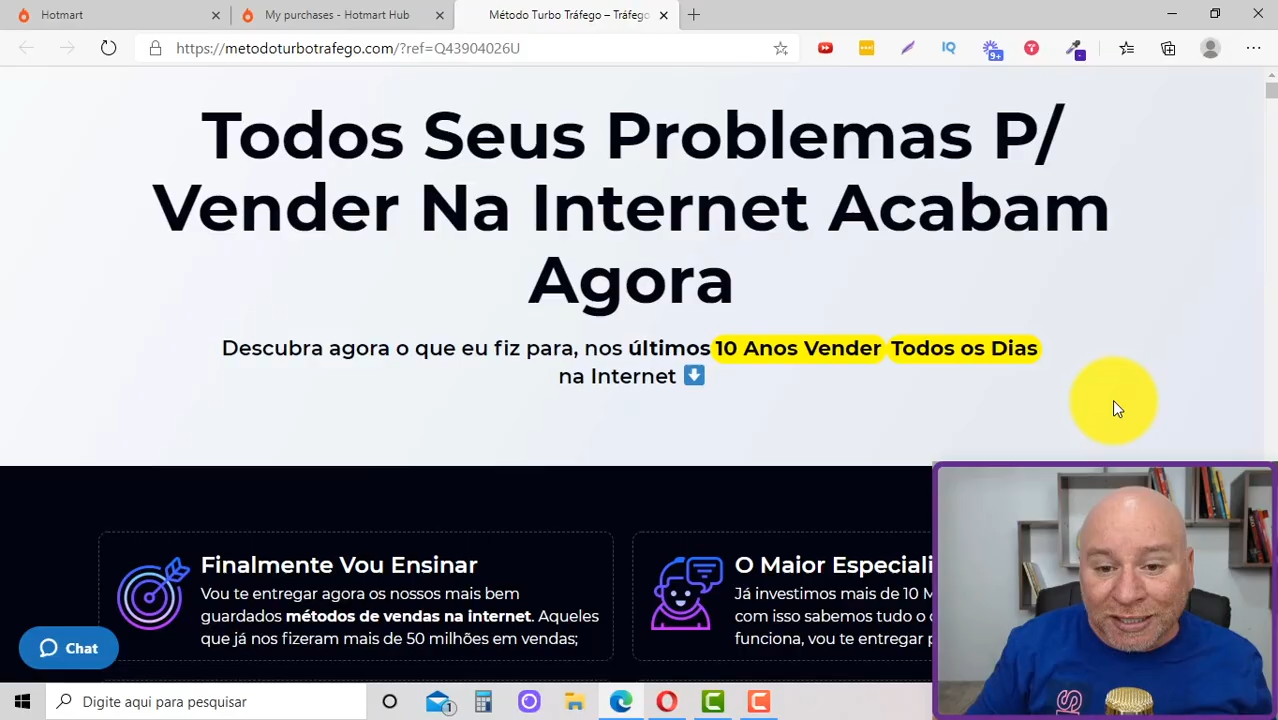 Hotmart
My purchases - Hotmart Hub
Método Turbo Tráfego – Tráfego
https://metodoturbotrafego.com/?ref=Q43904026U
IQ
9+
Todos Seus Problemas P/
Vender Na Internet Acabam
Agora
Descubra agora o que eu fiz para, nos últimos 10 Anos Vender Todos os Dias
na Internet
Finalmente Vou Ensinar
Vou te entregar agora os nossos mais bem
guardados métodos de vendas na internet. Aqueles
que já nos fizeram mais de 50 milhões em vendas;
O Maior Especiali
Já investimos mais de 10 M
com isso sabemos tudo o
funciona, vou te entregar
Chat
Digite aqui para pesquisar
1